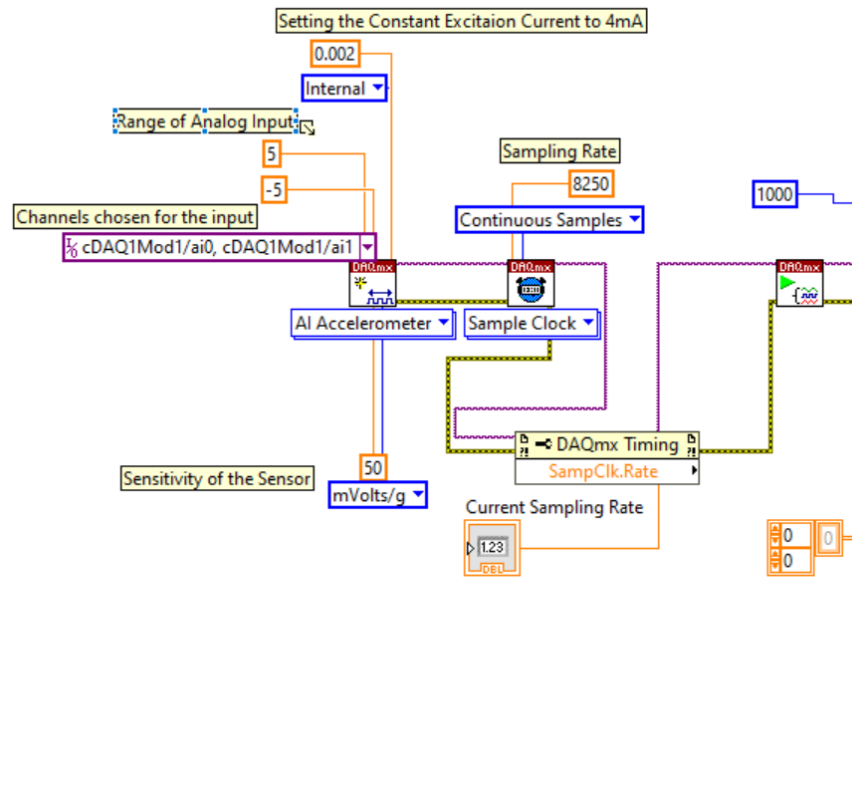 Setting the Constant Excitaion Current to 4mA
0.002
Internal
Range of Analog Input
5
Sampling Rate
-5
8250
1000
Channels chosen for the input
Continuous Samples
cDAQ1Mod1/ai0, cDAQ1Mod1/ai1
DAQmx
DAQmx
DAQmx
AI Accelerometer
Sample Clock
DAQmx Timing
50
SampClk.Rate
Sensitivity of the Sensor
mVolts/g
Current Sampling Rate
1.23
DBL
0
0
0